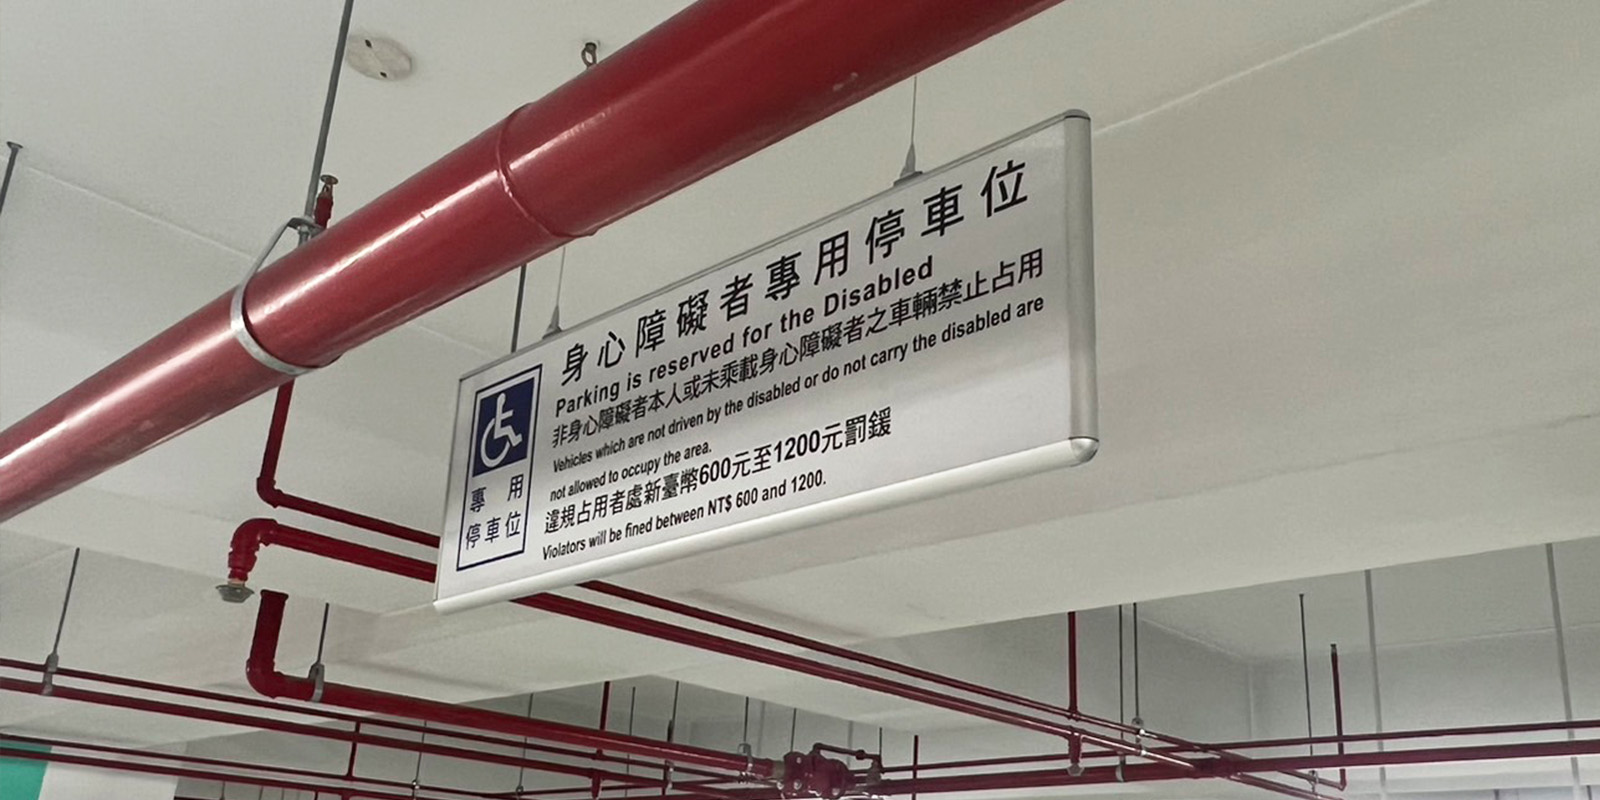 身心障礙者專用停車位
Parking is reserved for the Disabled
非身心障礙者本人或未乘載身心障礙者之車輛禁止占用
Vehicles which are not driven by the disabled or do not carry the disabled are
not allowed to occupy the area.
違規占用者處新臺幣600元至1200元罰鍰
Violators will be fined between NT$ 600 and 1200.
專用
停車位